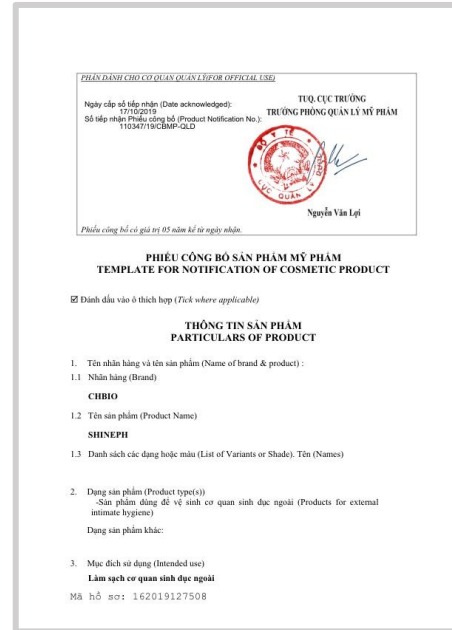 PHẦN DÀNH CHO CƠ QUAN QUẢN LÝ(FOR OFFICIAL USE)
Ngày cấp số tiếp nhận (Date acknowledged):
17/10/2019
Số tiếp nhận Phiếu công bố (Product Notification No.):
110347/19/CBMP-QLD
TUQ. CỤC TRƯỞNG
TRƯỞNG PHÒNG QUẢN LÝ MỸ PHẨM
BỘ Y TẾ
CỤC QUẢN LÝ DƯỢC
Nguyễn Văn Lợi
Phiếu công bố có giá trị 05 năm kể từ ngày nhận.
PHIẾU CÔNG BỐ SẢN PHẨM MỸ PHẨM
TEMPLATE FOR NOTIFICATION OF COSMETIC PRODUCT
☑ Đánh dấu vào ô thích hợp (Tick where applicable)
THÔNG TIN SẢN PHẨM
PARTICULARS OF PRODUCT
1. Tên nhãn hàng và tên sản phẩm (Name of brand & product) :
1.1 Nhãn hàng (Brand)
CHBIO
1.2 Tên sản phẩm (Product Name)
SHINEPH
1.3 Danh sách các dạng hoặc màu (List of Variants or Shade). Tên (Names)
2. Dạng sản phẩm (Product type(s))
-Sản phẩm dùng để vệ sinh cơ quan sinh dục ngoài (Products for external
intimate hygiene)
Dạng sản phẩm khác:
3. Mục đích sử dụng (Intended use)
Làm sạch cơ quan sinh dục ngoài
Mã hồ sơ: 162019127508